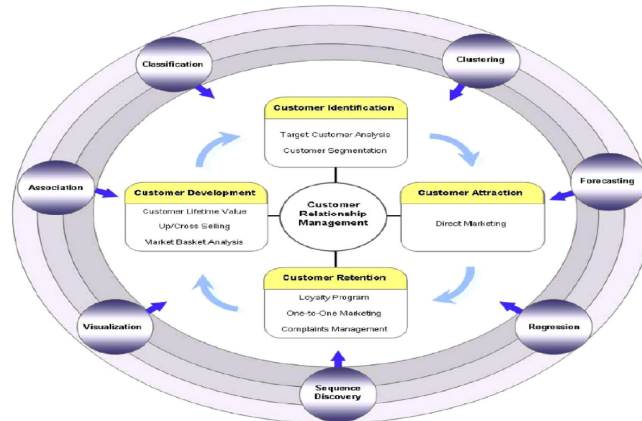 Classification
Clustering
Customer Identification
Target Customer Analysis
Customer Segmentation
Association
Forecasting
Customer Development
Customer Lifetime Value
Up/Cross Selling
Market Basket Analysis
Customer
Relationship
Management
Customer Attraction
Direct Marketing
Customer Retention
Loyalty Program
One-to-One Marketing
Complaints Management
Visualization
Regression
Sequence
Discovery